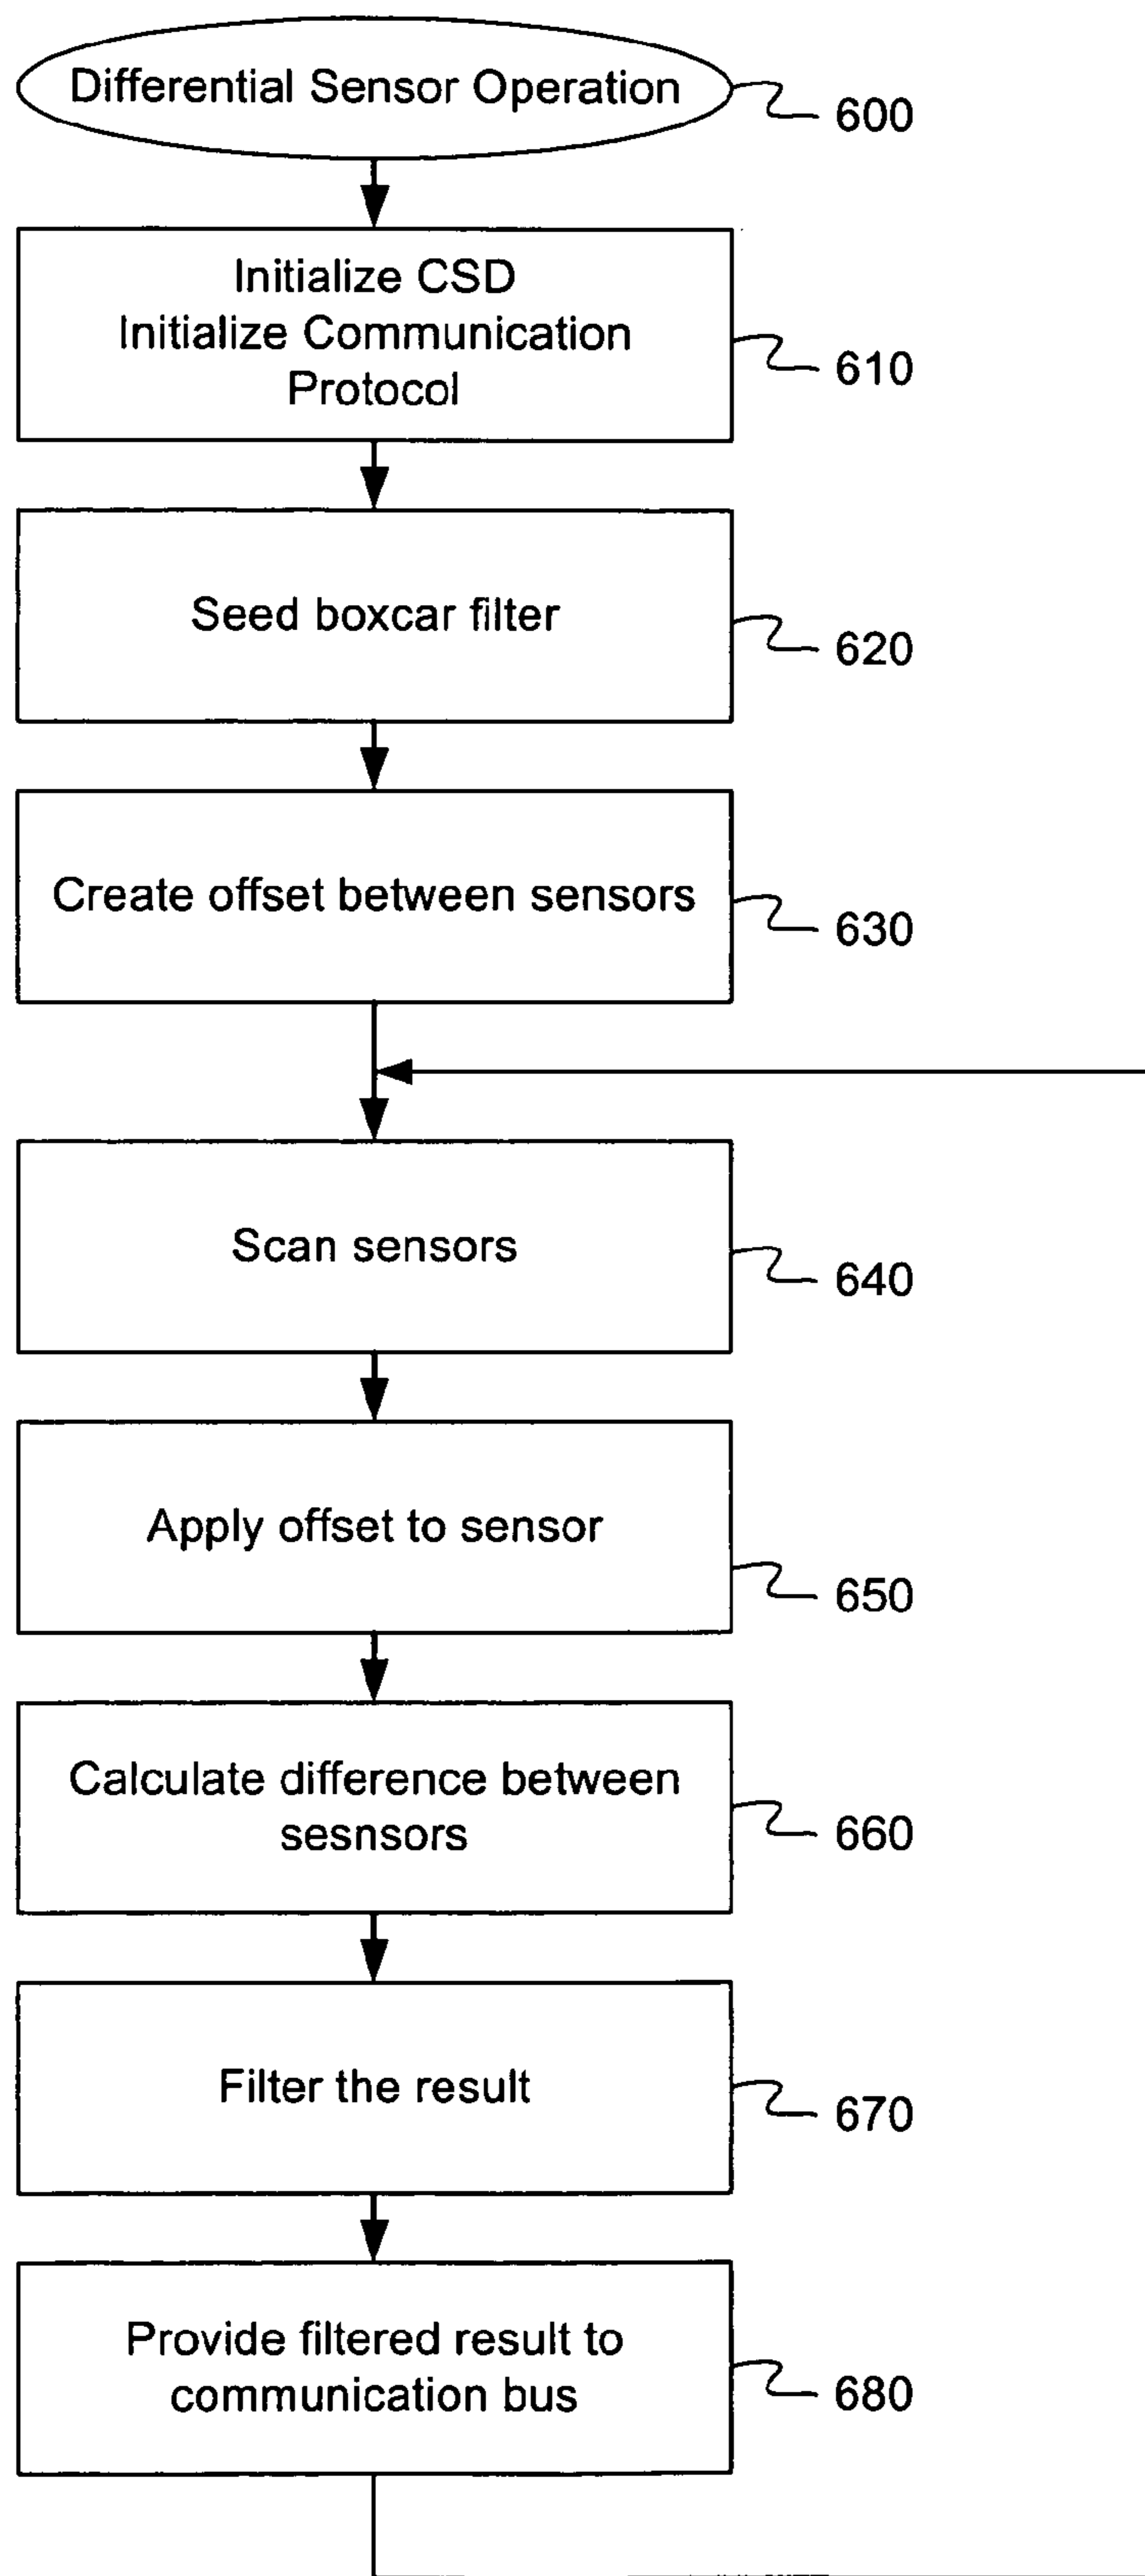 Differential Sensor Operation
600
Initialize CSD
Initialize Communication
Protocol
610
Seed boxcar filter
620
Create offset between sensors
630
Scan sensors
640
Apply offset to sensor
650
Calculate difference between
sesnsors
660
Filter the result
670
Provide filtered result to
communication bus
680